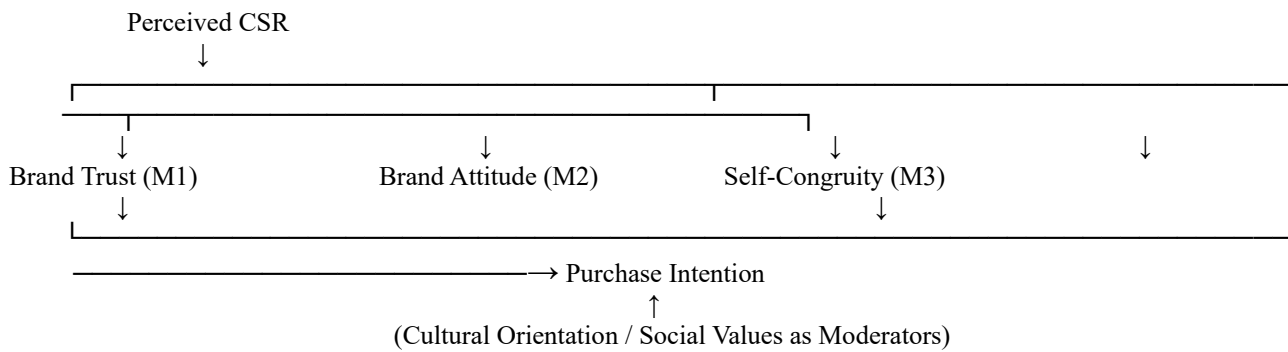 Perceived CSR
↓
↓ ↓ ↓ ↓
Brand Trust (M1) Brand Attitude (M2) Self-Congruity (M3)
↓ ↓
→ Purchase Intention
↑
(Cultural Orientation / Social Values as Moderators)